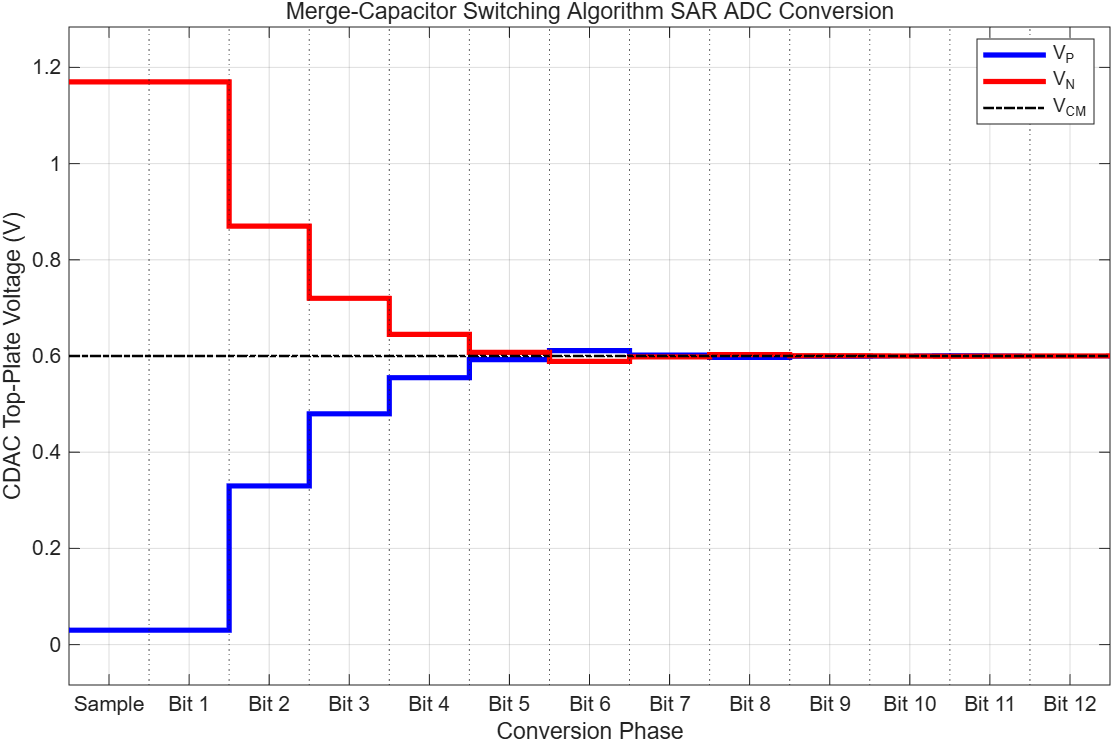 Merge-Capacitor Switching Algorithm SAR ADC Conversion
V_P
V_N
V_CM
CDAC Top-Plate Voltage (V)
1.2
1
0.8
0.6
0.4
0.2
0
Sample Bit 1 Bit 2 Bit 3 Bit 4 Bit 5 Bit 6 Bit 7 Bit 8 Bit 9 Bit 10 Bit 11 Bit 12
Conversion Phase